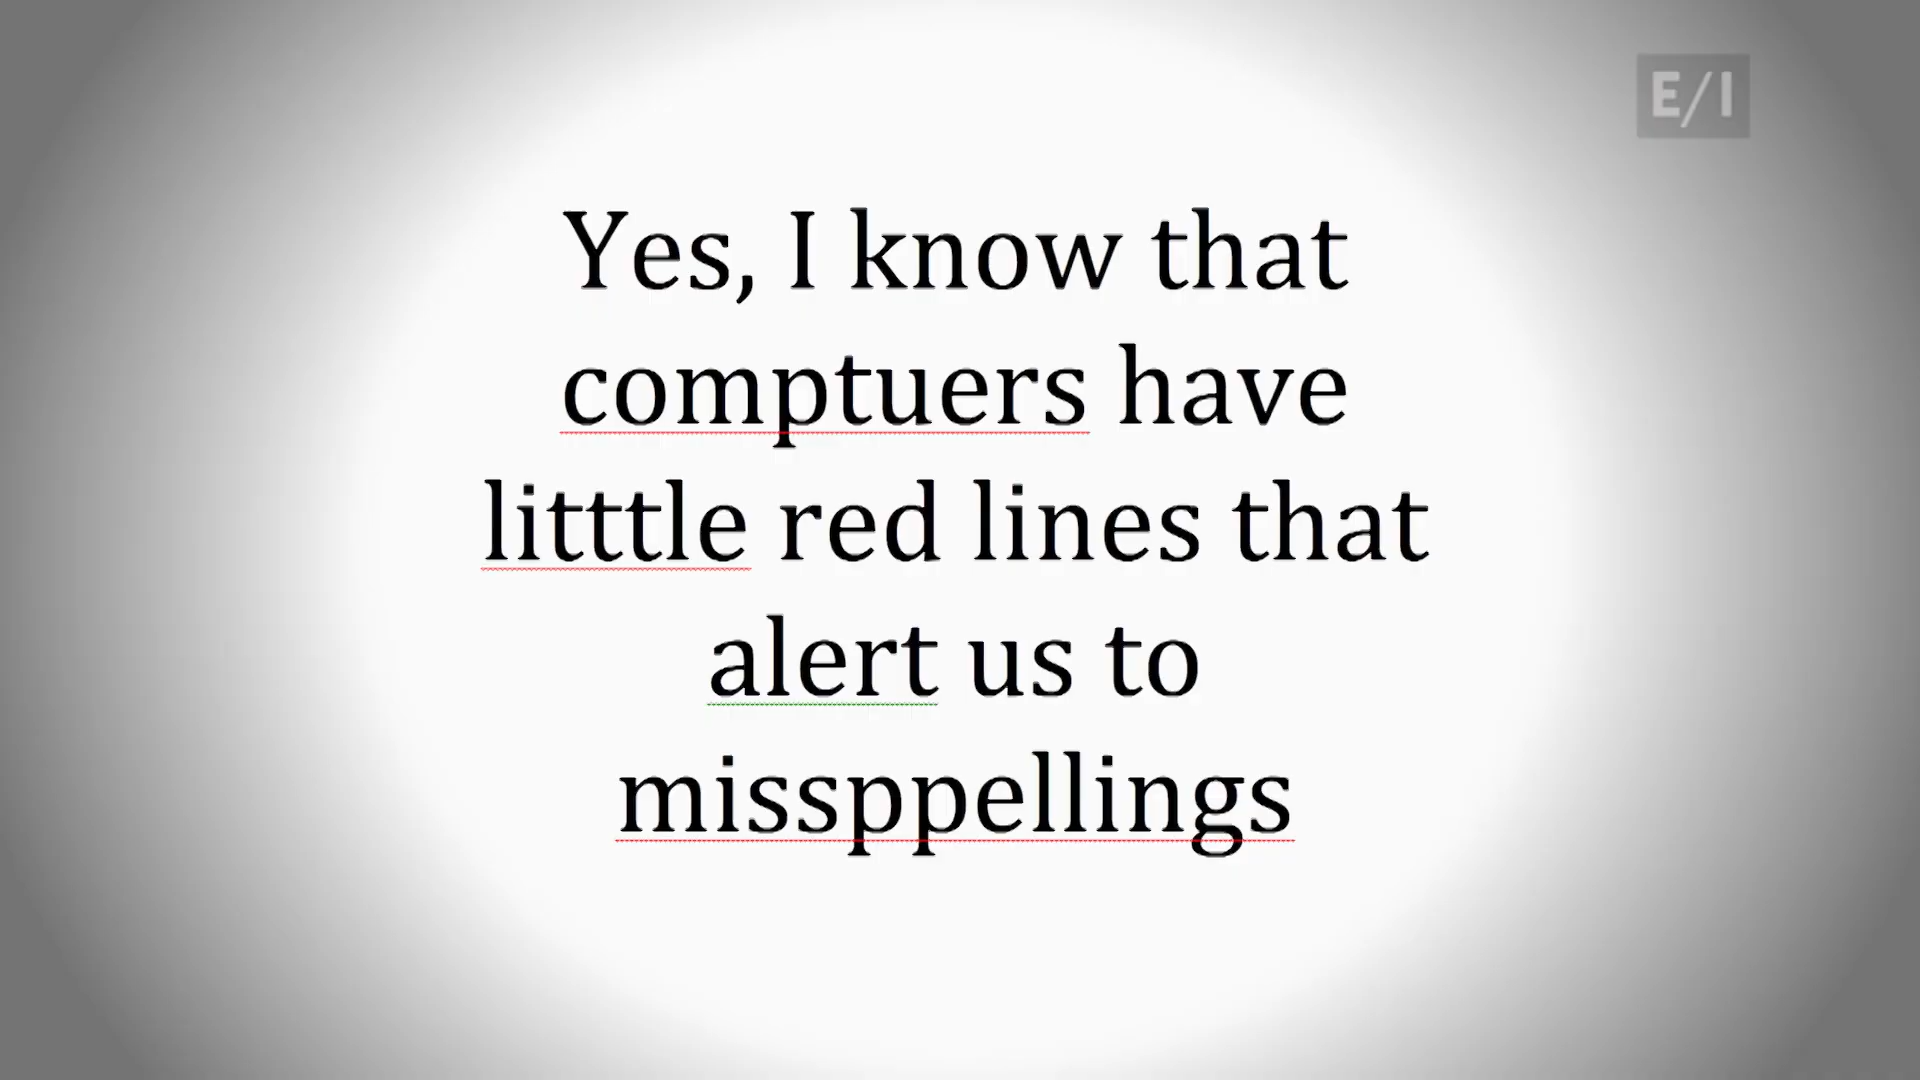 E/I
Yes, I know that
comptuers have
litttle red lines that
alert us to
missppellings